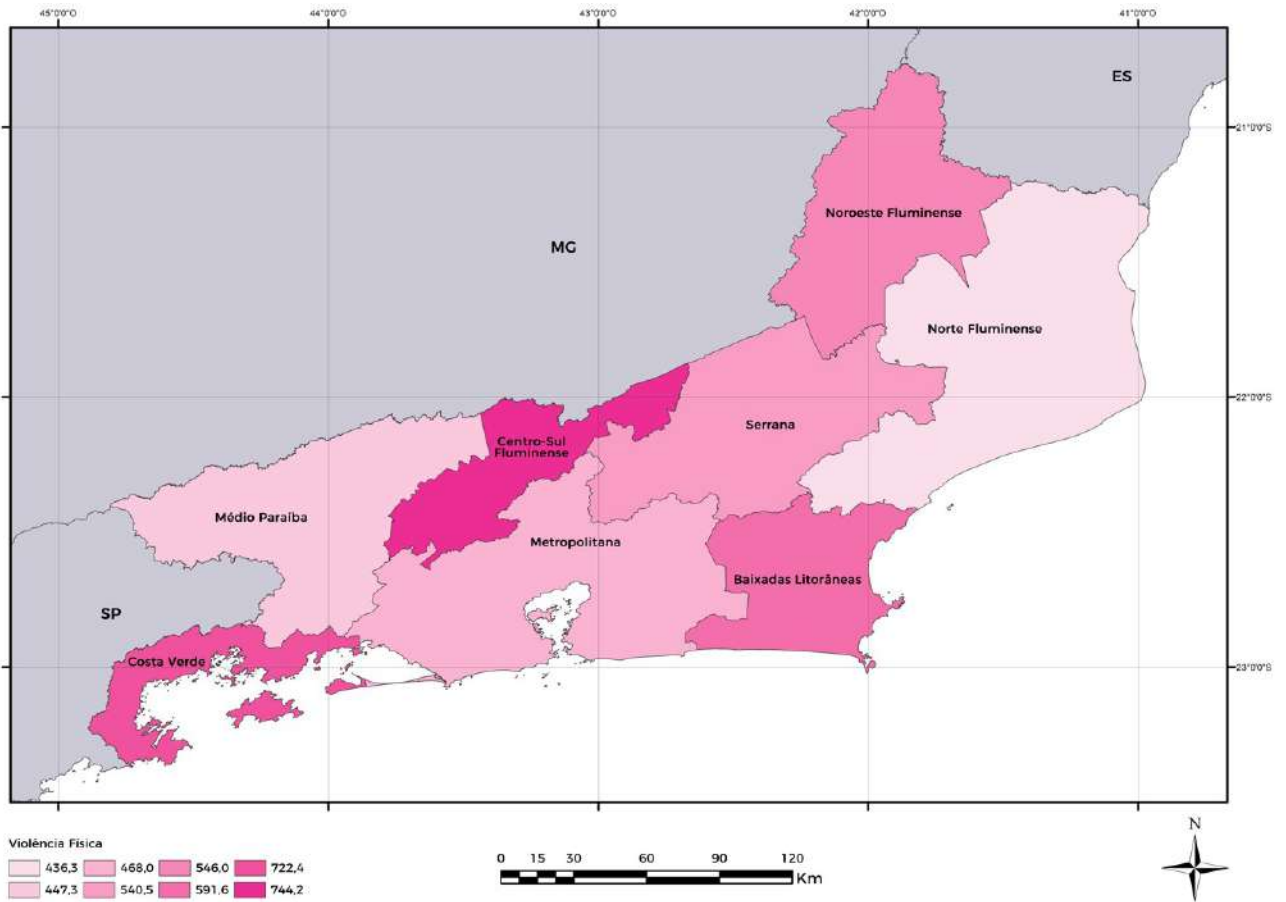 45°0'0"O 44°0'0"O 43°0'0"O 42°0'0"O 41°0'0"O
ES
21°0'0"S
Noroeste Fluminense
MG
Norte Fluminense
22°0'0"S
Serrana
Centro-Sul
Fluminense
Médio Paraíba
Metropolitana
Baixadas Litorâneas
SP
Costa Verde
23°0'0"S
Violência Física
436,3 468,0 546,0 722,4
447,3 540,5 591,6 744,2
0 15 30 60 90 120
Km
N